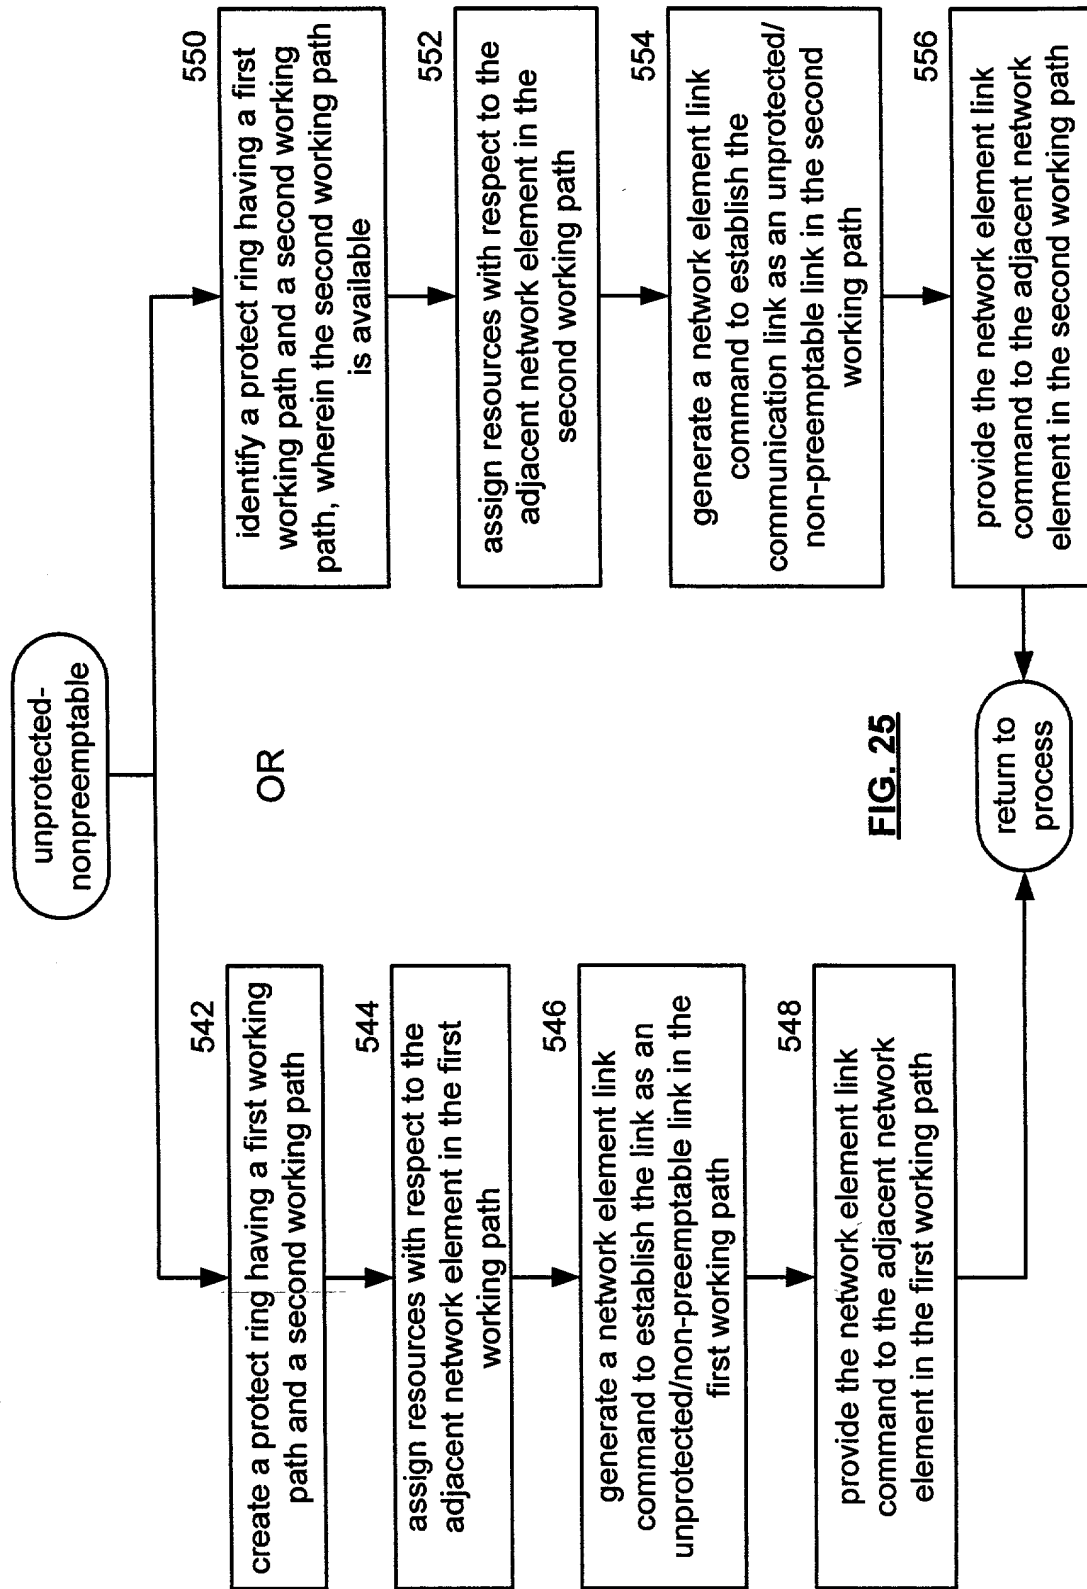 unprotected-
nonpreemptable
OR
542
create a protect ring having a first working
path and a second working path
544
assign resources with respect to the
adjacent network element in the first
working path
546
generate a network element link
command to establish the link as an
unprotected/non-preemptable link in the
first working path
548
provide the network element link
command to the adjacent network
element in the first working path
550
identify a protect ring having a first
working path and a second working
path, wherein the second working path
is available
552
assign resources with respect to the
adjacent network element in the
second working path
554
generate a network element link
command to establish the
communication link as an unprotected/
non-preemptable link in the second
working path
556
provide the network element link
command to the adjacent network
element in the second working path
return to
process
FIG. 25